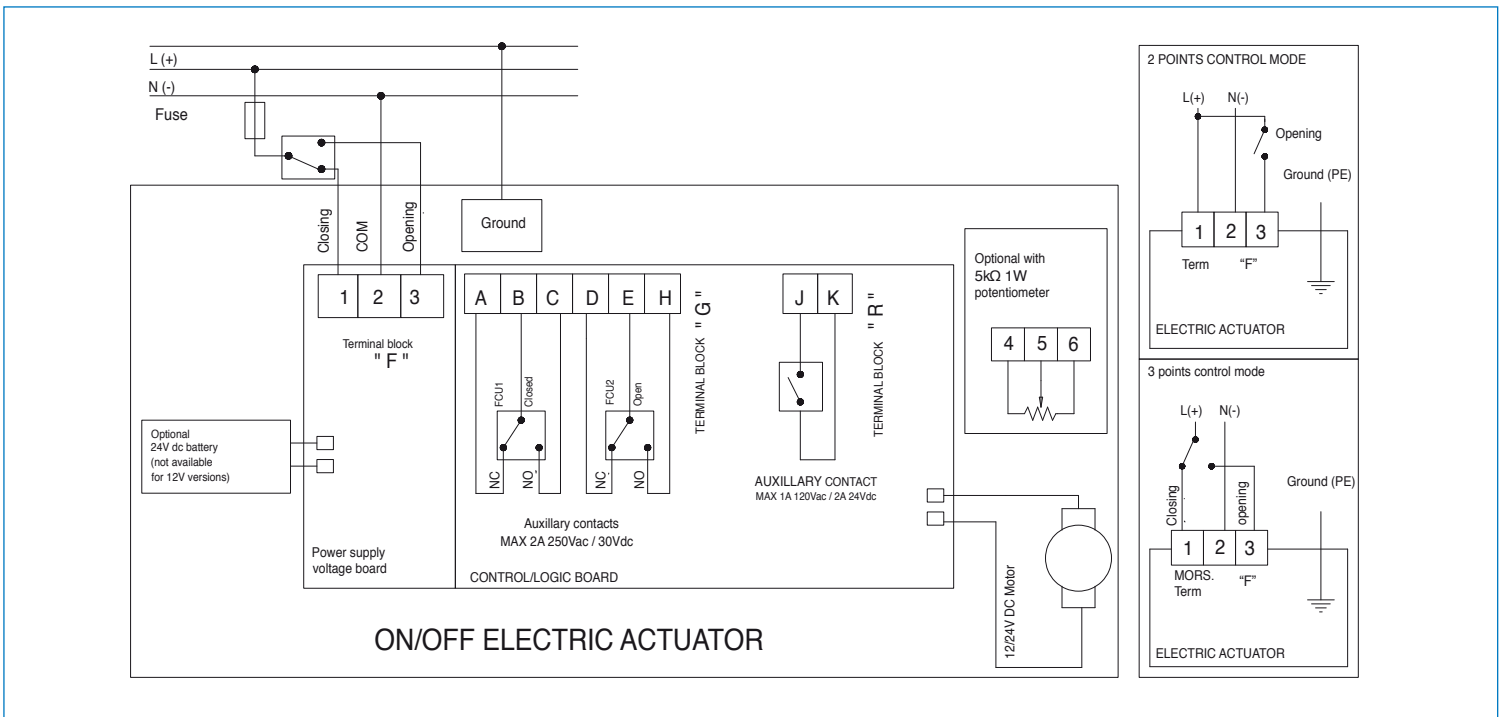 L (+)
N (-)
Fuse
Closing
COM
Opening
Ground
1 2 3
Terminal block
" F "
A B C D E H
TERMINAL BLOCK " G "
FCU1
Closed
FCU2
Open
NC
NO
NC
NO
Auxillary contacts
MAX 2A 250Vac / 30Vdc
J K
TERMINAL BLOCK " R "
AUXILLARY CONTACT
MAX 1A 120Vac / 2A 24Vdc
Optional with
5kΩ 1W
potentiometer
4 5 6
Optional
24V dc battery
(not available
for 12V versions)
Power supply
voltage board
CONTROL/LOGIC BOARD
12/24V DC Motor
ON/OFF ELECTRIC ACTUATOR
2 POINTS CONTROL MODE
L(+) N(-)
Opening
Ground (PE)
1 2 3
Term "F"
ELECTRIC ACTUATOR
3 points control mode
L(+) N(-)
Ground (PE)
Closing
opening
1 2 3
MORS.
Term "F"
ELECTRIC ACTUATOR